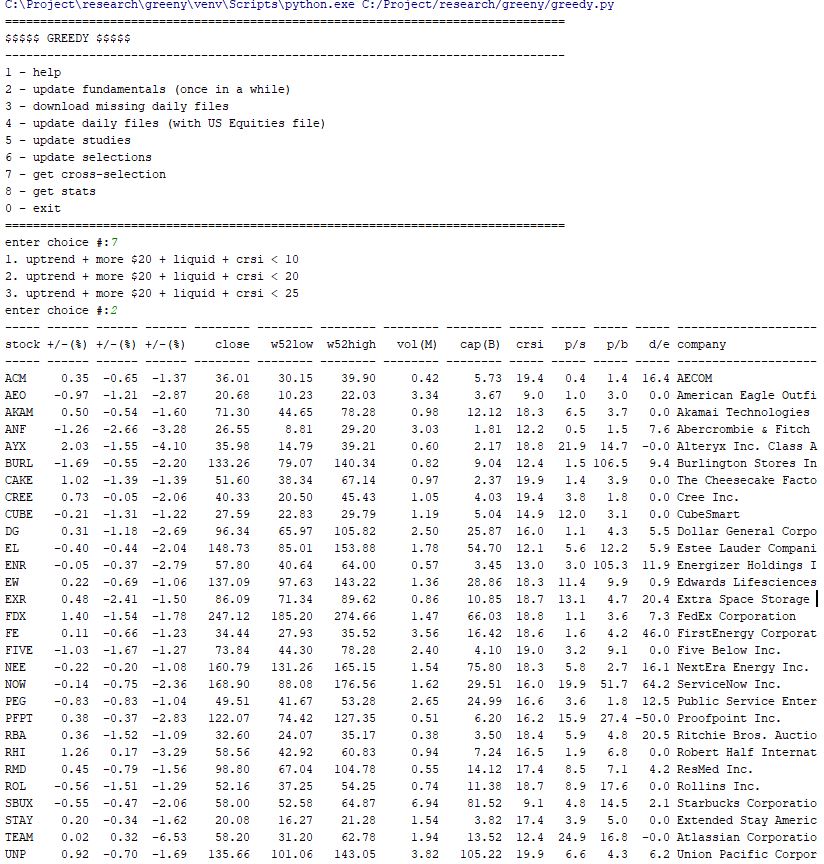 C:\Project\research\greeny\venv\Scripts\python.exe C:/Project/research/greeny/greedy.py
================================================================================
$$$$$ GREEDY $$$$$
--------------------------------------------------------------------------------
1 - help
2 - update fundamentals (once in a while)
3 - download missing daily files
4 - update daily files (with US Equities file)
5 - update studies
6 - update selections
7 - get cross-selection
8 - get stats
0 - exit
================================================================================
enter choice #:7
1. uptrend + more $20 + liquid + crsi < 10
2. uptrend + more $20 + liquid + crsi < 20
3. uptrend + more $20 + liquid + crsi < 25
enter choice #:2
----- ------ ------ ------ --------- -------- ------- -------- -------- ----- ----- ----- ----- --------------------
stock +/-(%) +/-(%) +/-(%) close w52low w52high vol(M) cap(B) crsi p/s p/b d/e company
----- ------ ------ ------ --------- -------- ------- -------- -------- ----- ----- ----- ----- --------------------
ACM 0.35 -0.65 -1.37 36.01 30.15 39.90 0.42 5.73 19.4 0.4 1.4 16.4 AECOM
AEO -0.97 -1.21 -2.87 20.68 10.23 22.03 3.34 3.67 9.0 1.0 3.0 0.0 American Eagle Outfi
AKAM 0.50 -0.54 -1.60 71.30 44.65 78.28 0.98 12.12 18.3 6.5 3.7 0.0 Akamai Technologies
ANF -1.26 -2.66 -3.28 26.55 8.81 29.20 3.03 1.81 12.2 0.5 1.5 7.6 Abercrombie & Fitch
AYX 2.03 -1.55 -4.10 35.98 14.79 39.21 0.60 2.17 18.8 21.9 14.7 -0.0 Alteryx Inc. Class A
BURL -1.69 -0.55 -2.20 133.26 79.07 140.34 0.82 9.04 12.4 1.5 106.5 9.4 Burlington Stores In
CAKE 1.02 -1.39 -1.39 51.60 38.34 67.14 0.97 2.37 19.9 1.4 3.9 0.0 The Cheesecake Facto
CREE 0.73 -0.05 -2.06 40.33 20.50 45.43 1.05 4.03 19.4 3.8 1.8 0.0 Cree Inc.
CUBE -0.21 -1.31 -1.22 27.59 22.83 29.79 1.19 5.04 14.9 12.0 3.1 0.0 CubeSmart
DG 0.31 -1.18 -2.69 96.34 65.97 105.82 2.50 25.87 16.0 1.1 4.3 5.5 Dollar General Corpo
EL -0.40 -0.44 -2.04 148.73 85.01 153.88 1.78 54.70 12.1 5.6 12.2 5.9 Estee Lauder Compani
ENR -0.05 -0.37 -2.79 57.80 40.64 64.00 0.57 3.45 13.0 3.0 105.3 11.9 Energizer Holdings I
EW 0.22 -0.69 -1.06 137.09 97.63 143.22 1.36 28.86 18.3 11.4 9.9 0.9 Edwards Lifesciences
EXR 0.48 -2.41 -1.50 86.09 71.34 89.62 0.86 10.85 18.7 13.1 4.7 20.4 Extra Space Storage
FDX 1.40 -1.54 -1.78 247.12 185.20 274.66 1.47 66.03 18.8 1.1 3.6 7.3 FedEx Corporation
FE 0.11 -0.66 -1.23 34.44 27.93 35.52 3.56 16.42 18.6 1.6 4.2 46.0 FirstEnergy Corporat
FIVE -1.03 -1.67 -1.27 73.84 44.30 78.28 2.40 4.10 19.0 3.2 9.1 0.0 Five Below Inc.
NEE -0.22 -0.20 -1.08 160.79 131.26 165.15 1.54 75.80 18.3 5.8 2.7 16.1 NextEra Energy Inc.
NOW -0.14 -0.75 -2.36 168.90 88.08 176.56 1.62 29.51 16.0 19.9 51.7 64.2 ServiceNow Inc.
PEG -0.83 -0.83 -1.04 49.51 41.67 53.28 2.65 24.99 16.6 3.6 1.8 12.5 Public Service Enter
PFPT 0.38 -0.37 -2.83 122.07 74.42 127.35 0.51 6.20 16.2 15.9 27.4 -50.0 Proofpoint Inc.
RBA 0.36 -1.52 -1.09 32.60 24.07 35.17 0.38 3.50 18.4 5.9 4.8 20.5 Ritchie Bros. Auctio
RHI 1.26 0.17 -3.29 58.56 42.92 60.83 0.94 7.24 16.5 1.9 6.8 0.0 Robert Half Internat
RMD 0.45 -0.79 -1.56 98.80 67.04 104.78 0.55 14.12 17.4 8.5 7.1 4.2 ResMed Inc.
ROL -0.56 -1.51 -1.29 52.16 37.25 54.25 0.74 11.38 18.7 8.9 17.6 0.0 Rollins Inc.
SBUX -0.55 -0.47 -2.06 58.00 52.58 64.87 6.94 81.52 9.1 4.8 14.5 2.1 Starbucks Corporatio
STAY 0.20 -0.34 -1.62 20.08 16.27 21.28 1.54 3.82 17.4 3.9 5.0 0.0 Extended Stay Americ
TEAM 0.02 0.32 -6.53 58.20 31.20 62.78 1.94 13.52 12.4 24.9 16.8 -0.0 Atlassian Corporatio
UNP 0.92 -0.70 -1.69 135.66 101.06 143.05 3.82 105.22 19.9 6.6 4.3 6.2 Union Pacific Corpor